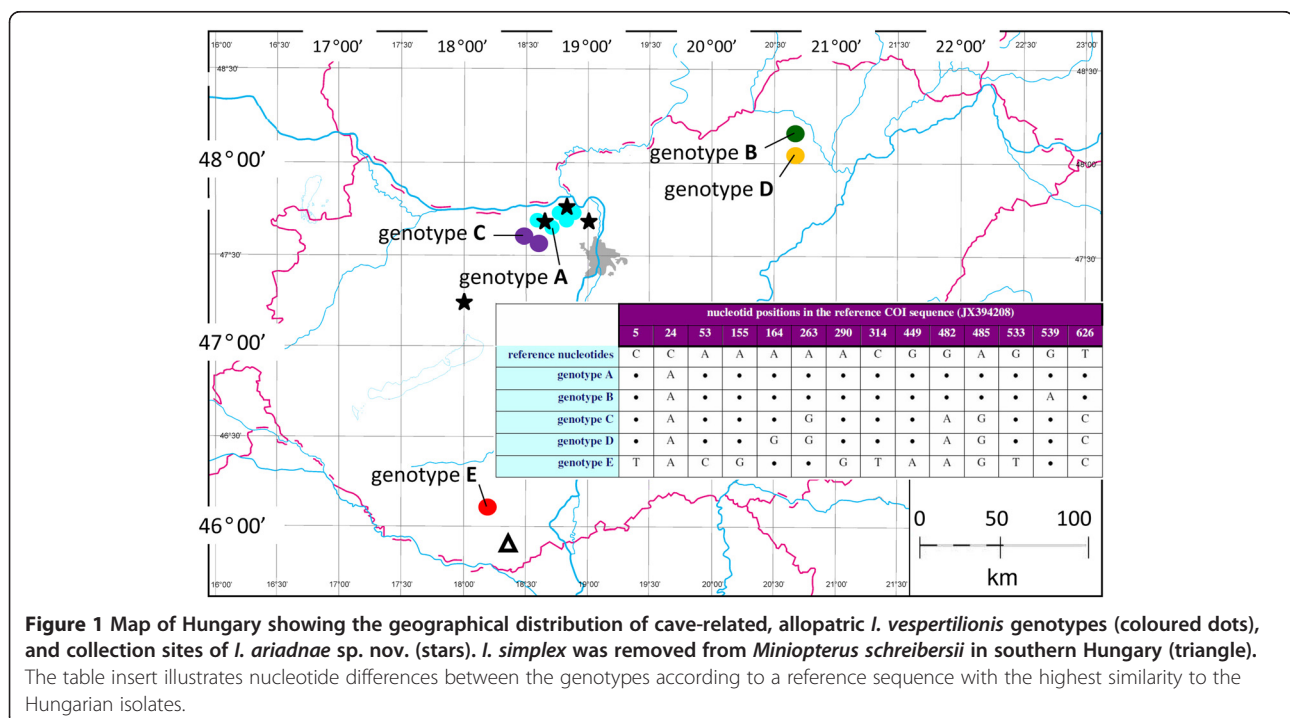 16°00' 16°30' 17°00' 17°30' 18°00' 18°30' 19°00' 19°30' 20°00' 20°30' 21°00' 21°30' 22°00' 22°30' 23°00'
48°30' 48°30'
genotype B
48°00' 48°00'
genotype D
genotype C
47°30' 47°30'
genotype A
nucleotid positions in the reference COI sequence (JX394208)
5 24 53 155 164 263 290 314 449 482 485 533 539 626
47°00'
reference nucleotides C C A A A A A C G G A G G T
genotype A • A • • • • • • • • • • • •
genotype B • A • • • • • • • • • • A •
genotype C • A • • • G • • • A G • • C
genotype D • A • • G G • • • A G • • C
46°30'
genotype E T A C G • • G T A A G T • C
genotype E
46°00'
0 50 100
km
16°00' 16°30' 17°00' 17°30' 18°00' 18°30' 19°00' 19°30' 20°00' 20°30' 21°00' 21°30'
Figure 1 Map of Hungary showing the geographical distribution of cave-related, allopatric I. vespertilionis genotypes (coloured dots),
and collection sites of I. ariadnae sp. nov. (stars). I. simplex was removed from Miniopterus schreibersii in southern Hungary (triangle).
The table insert illustrates nucleotide differences between the genotypes according to a reference sequence with the highest similarity to the
Hungarian isolates.